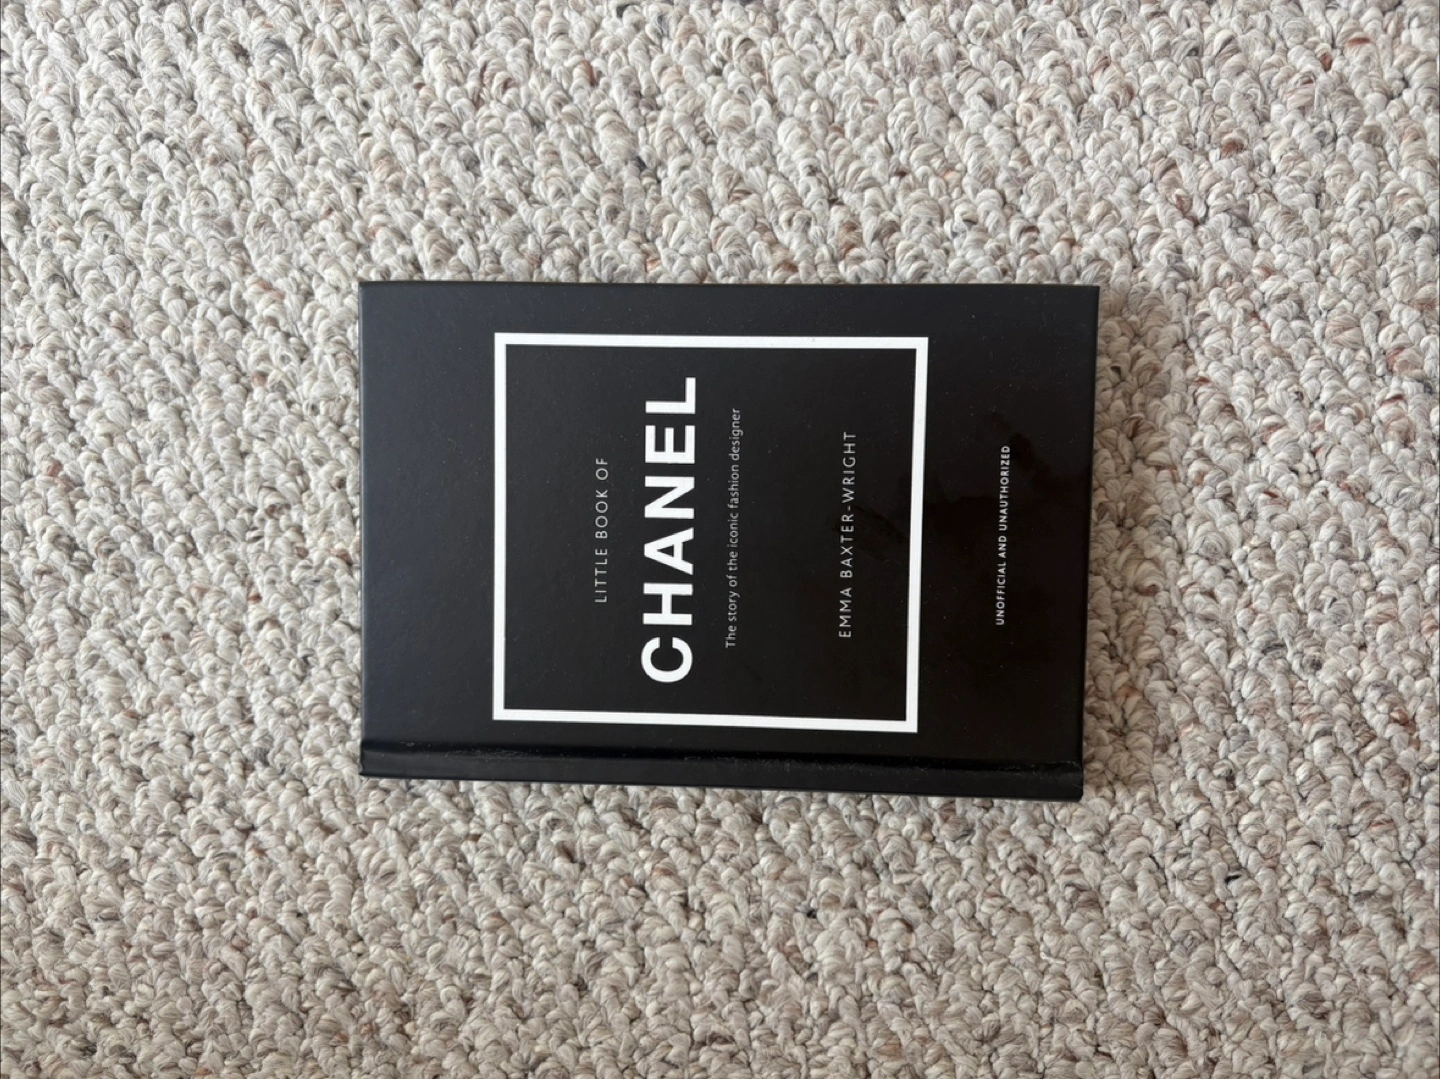 LITTLE BOOK OF
CHANEL
The story of the iconic fashion designer
EMMA BAXTER-WRIGHT
UNOFFICIAL AND UNAUTHORIZED